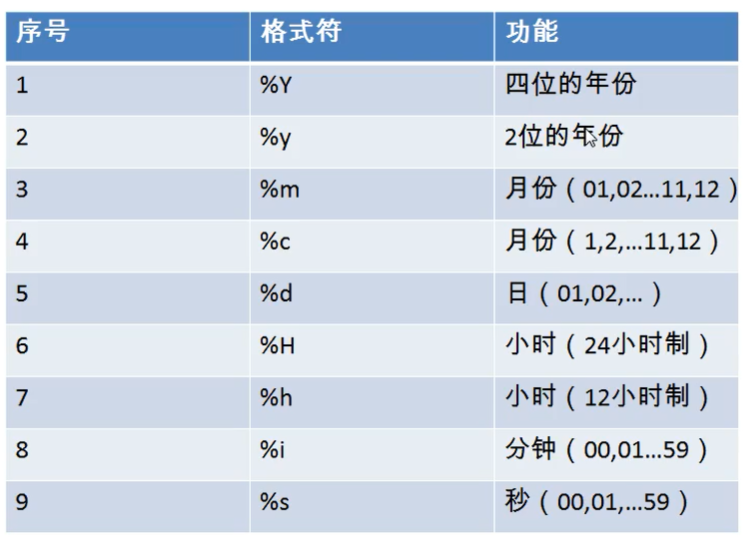 序号 格式符 功能
1 %Y 四位的年份
2 %y 2位的年份
3 %m 月份（01,02…11,12）
4 %c 月份（1,2,…11,12）
5 %d 日（01,02,…）
6 %H 小时（24小时制）
7 %h 小时（12小时制）
8 %i 分钟（00,01…59）
9 %s 秒（00,01,…59）